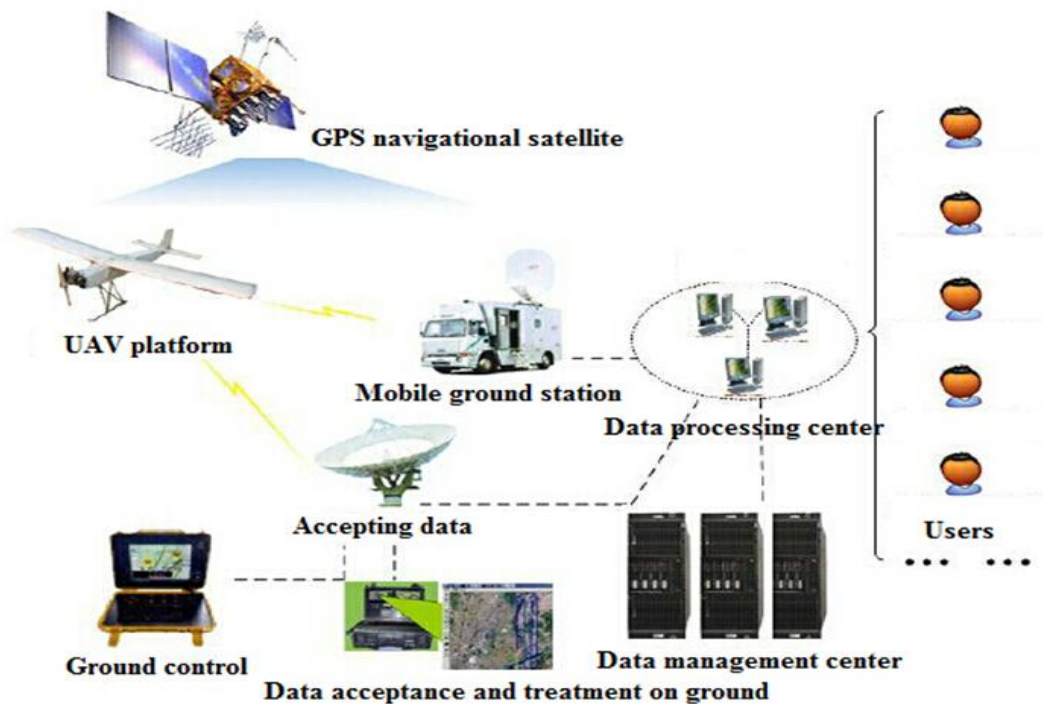 GPS navigational satellite
UAV platform
Mobile ground station
Data processing center
Accepting data
Users
... ...
Ground control
Data management center
Data acceptance and treatment on ground